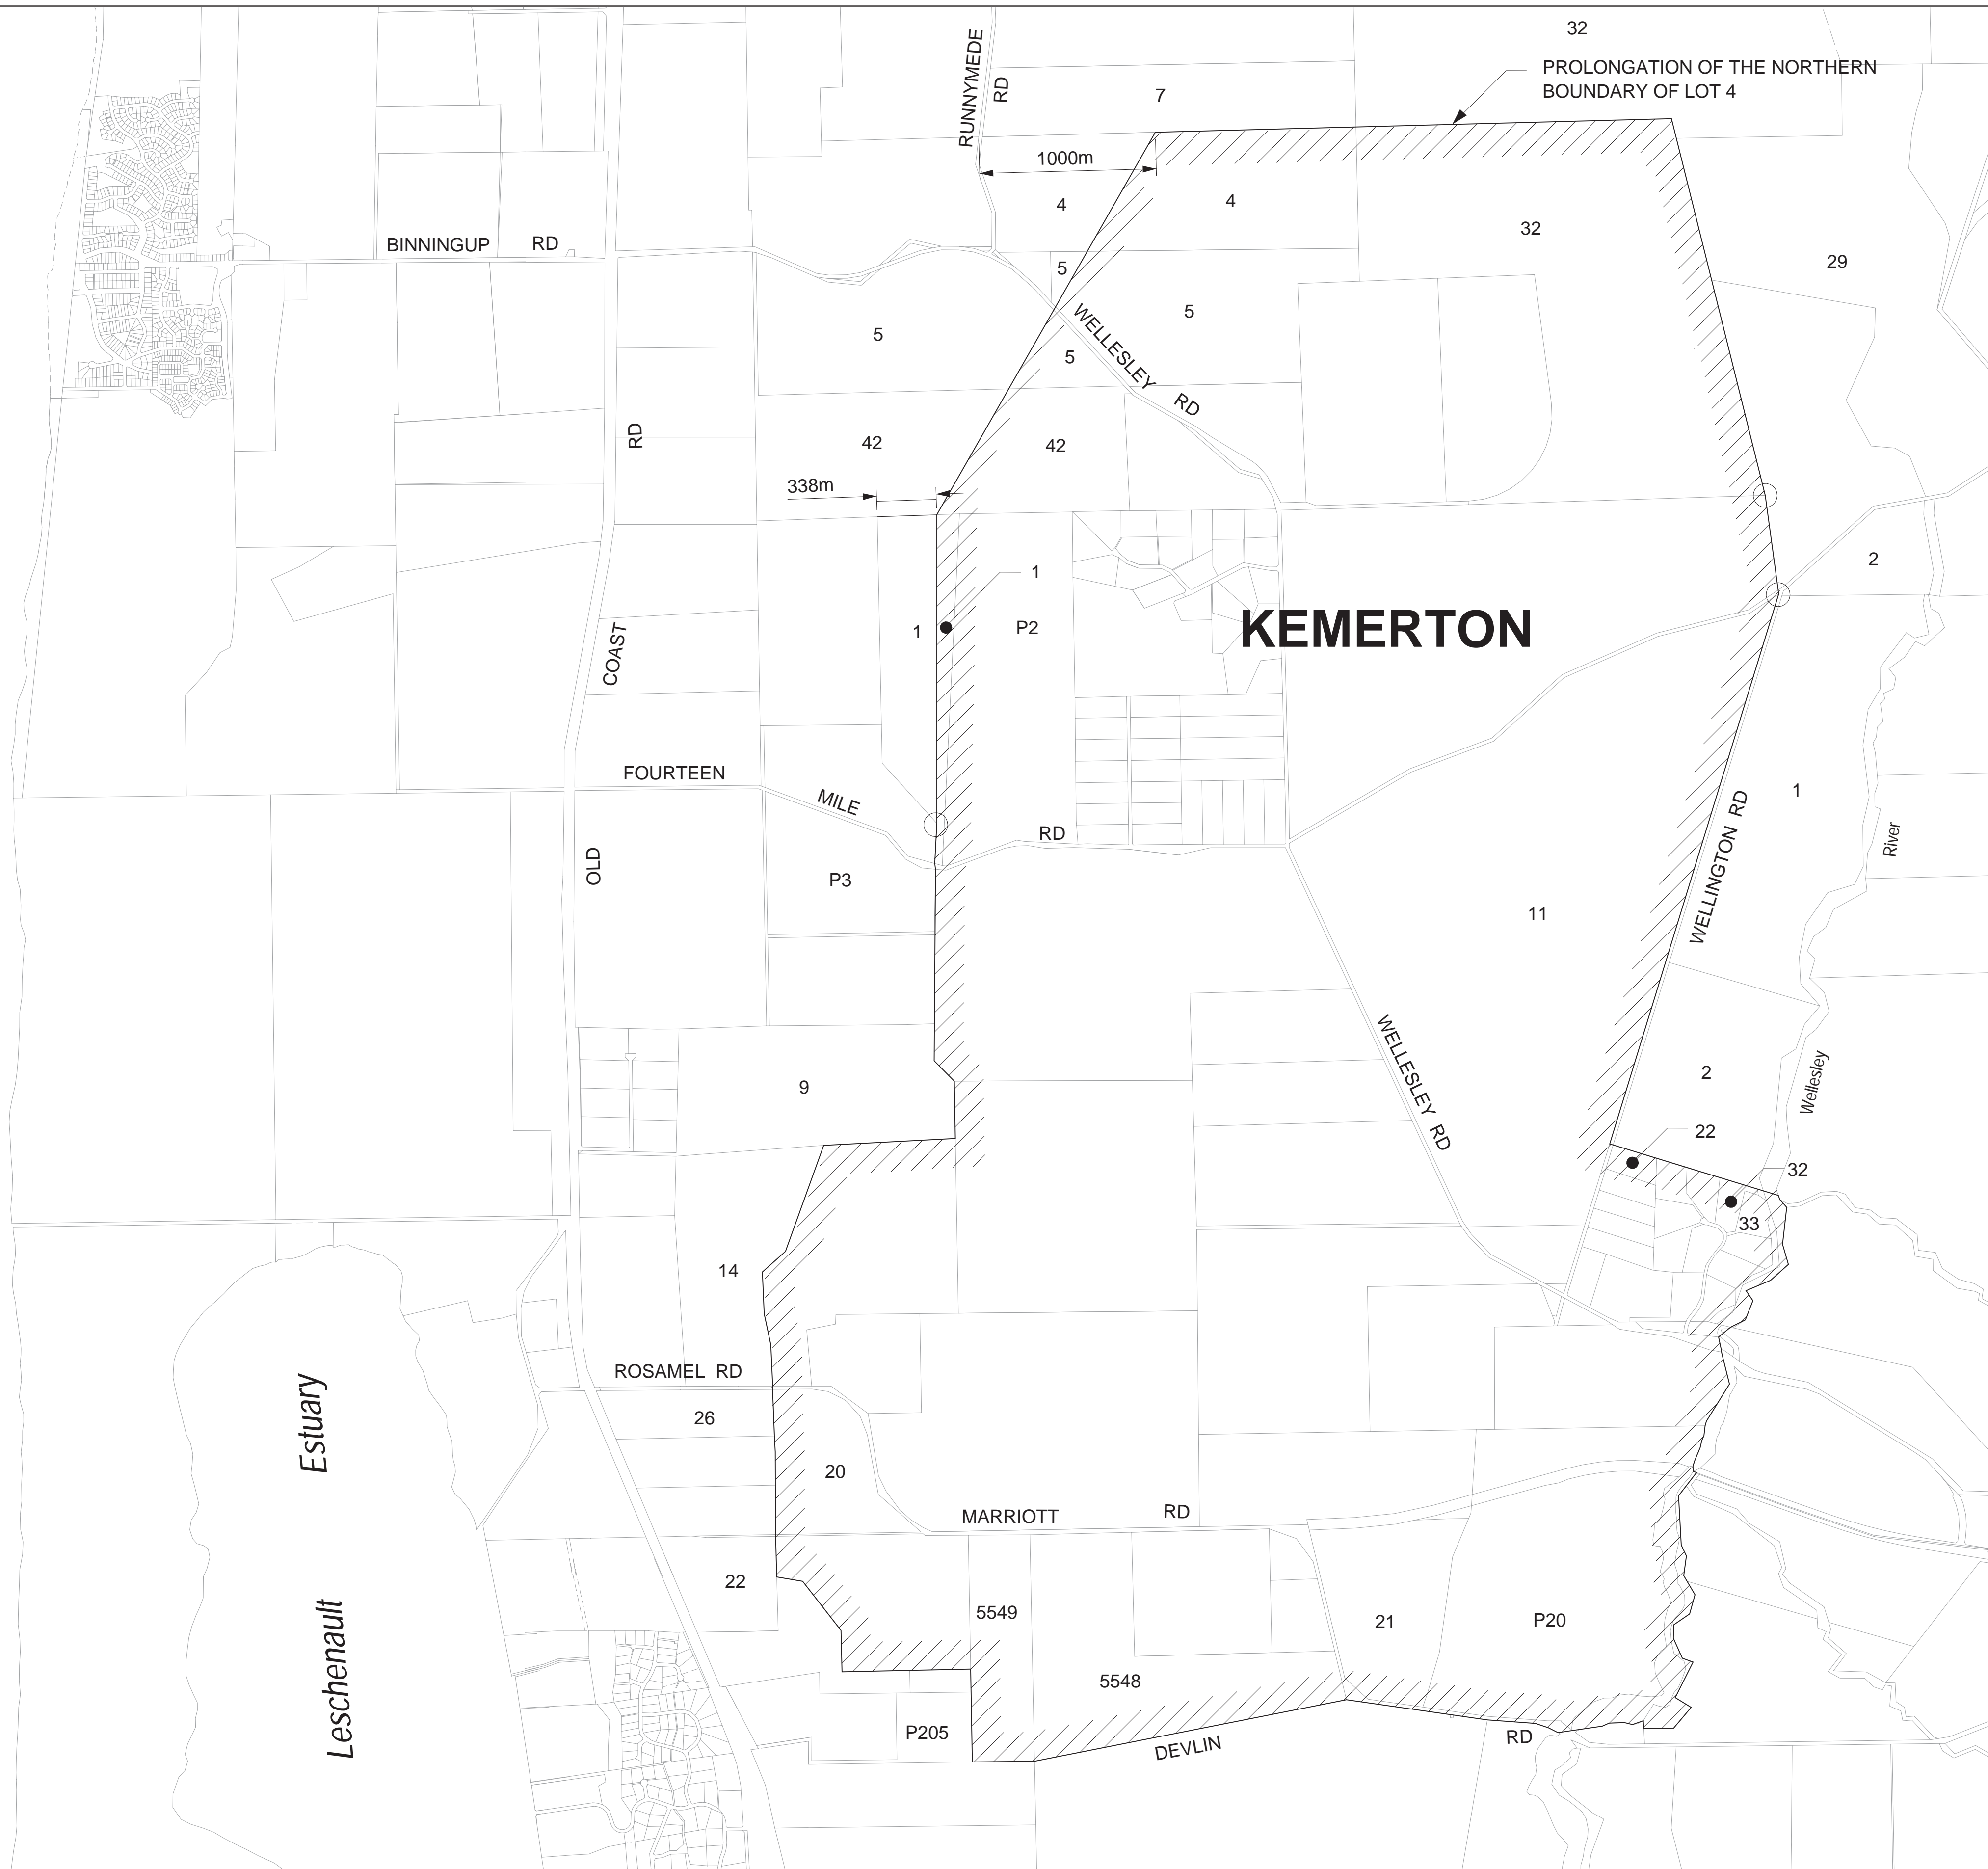 32
PROLONGATION OF THE NORTHERN
BOUNDARY OF LOT 4
RUNNYMEDE
RD
7
1000m
4
4
32
BINNINGUP RD
29
5
5
5
5
WELLESLEY
RD
RD
42
42
338m
2
1
1
P2
KEMERTON
COAST
FOURTEEN
MILE
RD
1
WELLINGTON RD
River
OLD
P3
11
WELLESLEY RD
9
2
Wellesley
22
32
33
14
ROSAMEL RD
26
Estuary
20
MARRIOTT RD
22
5549
21
P20
Leschenault
5548
P205
DEVLIN
RD